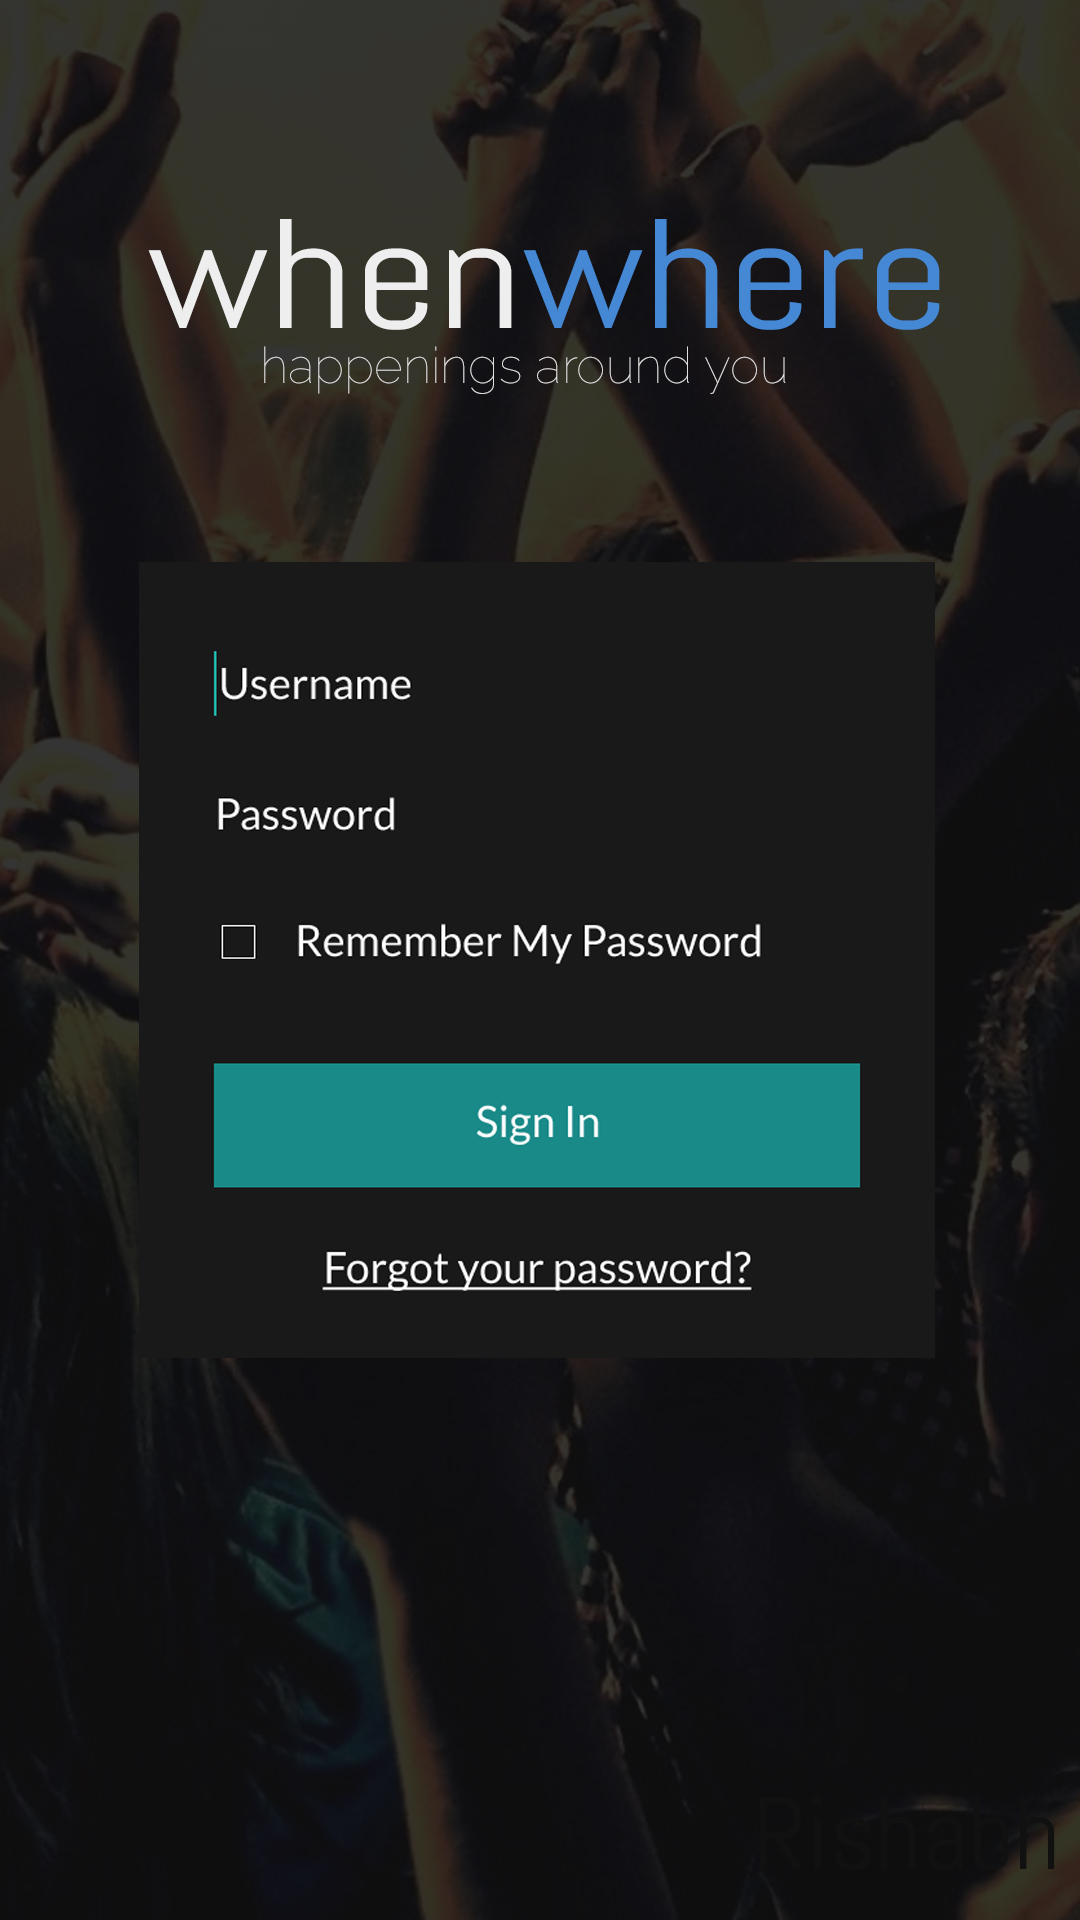 whenwhere
happenings around you
Username
Password
Remember My Password
Sign In
Forgot your password?
Rishabh